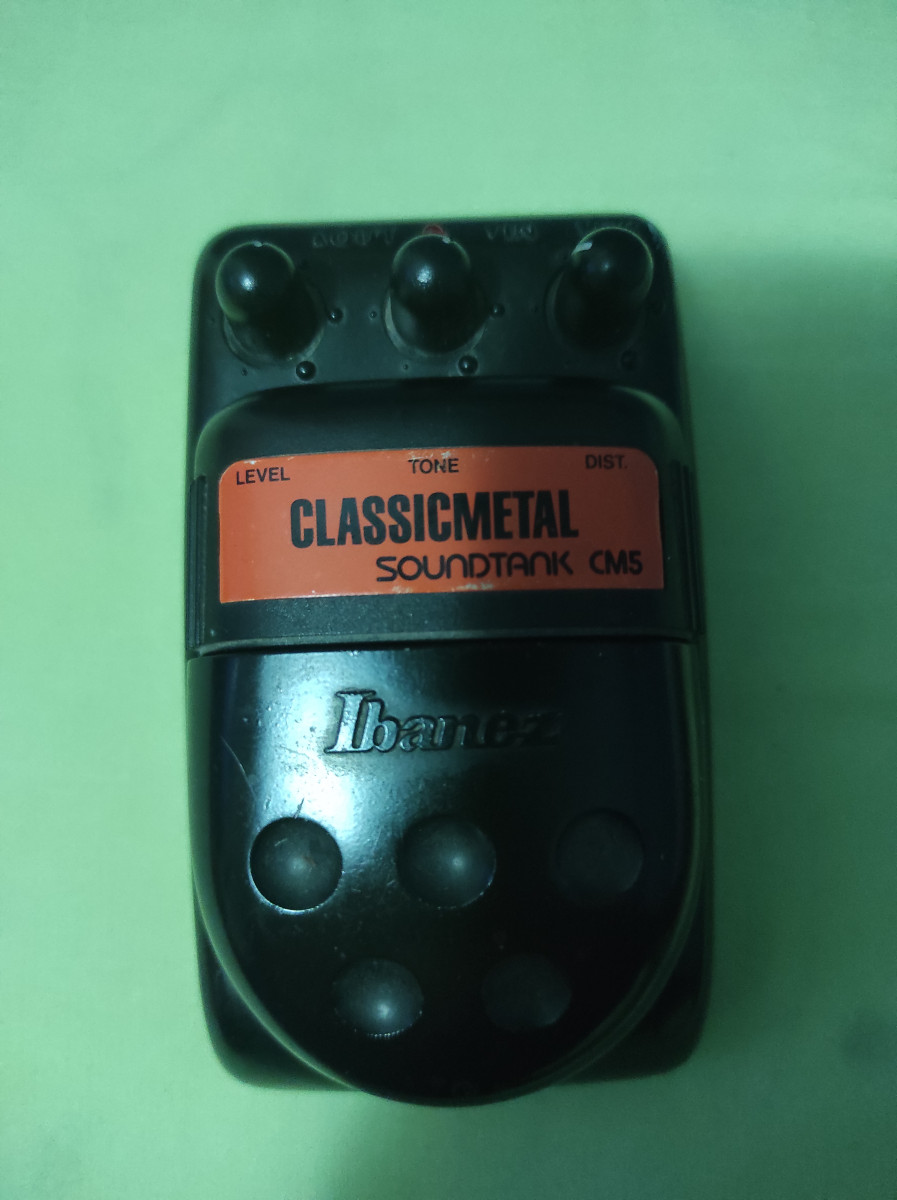 LEVEL TONE DIST.
CLASSICMETAL
SOUNDTANK CM5
Ibanez